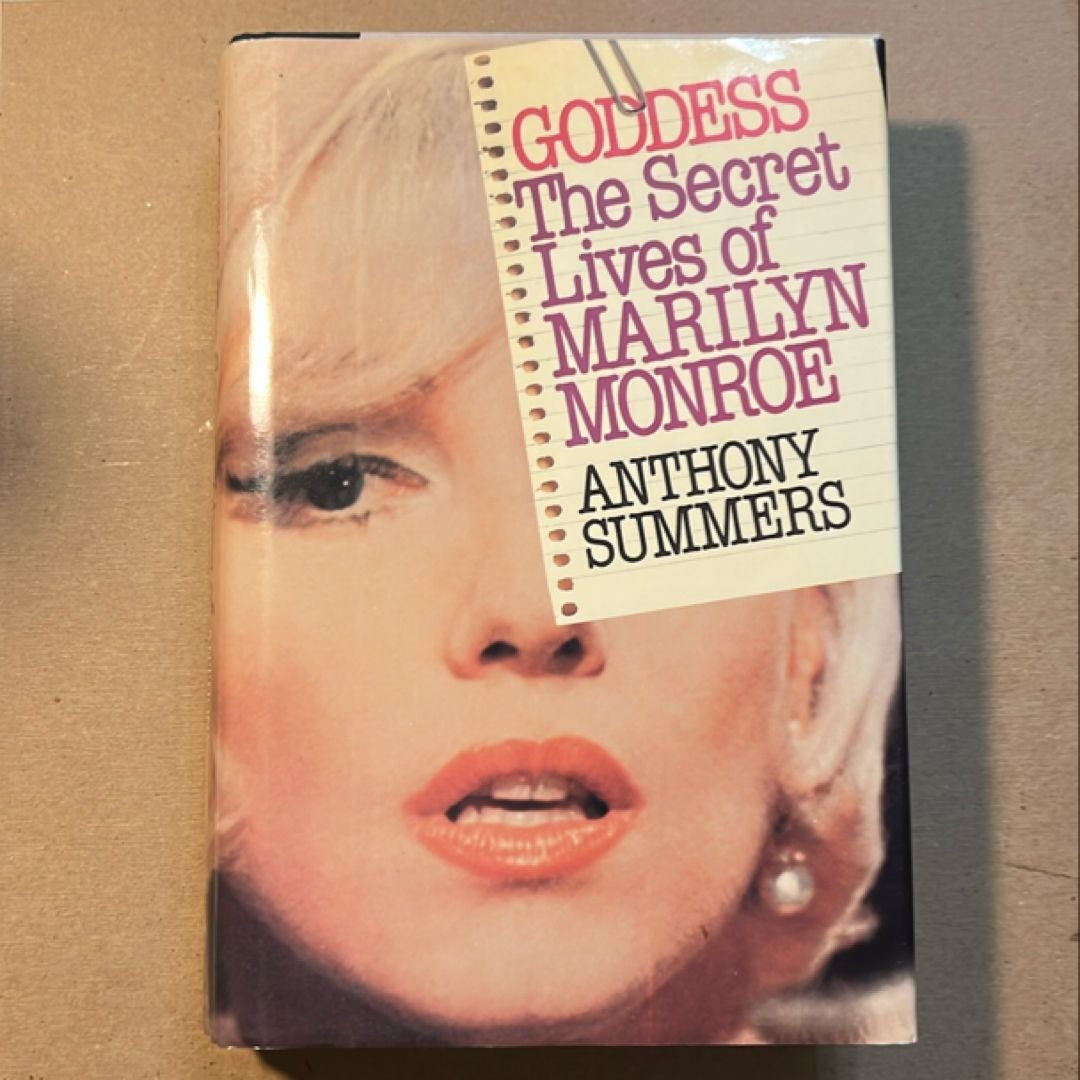 GODDESS
The Secret
Lives of
MARILYN
MONROE
ANTHONY
SUMMERS